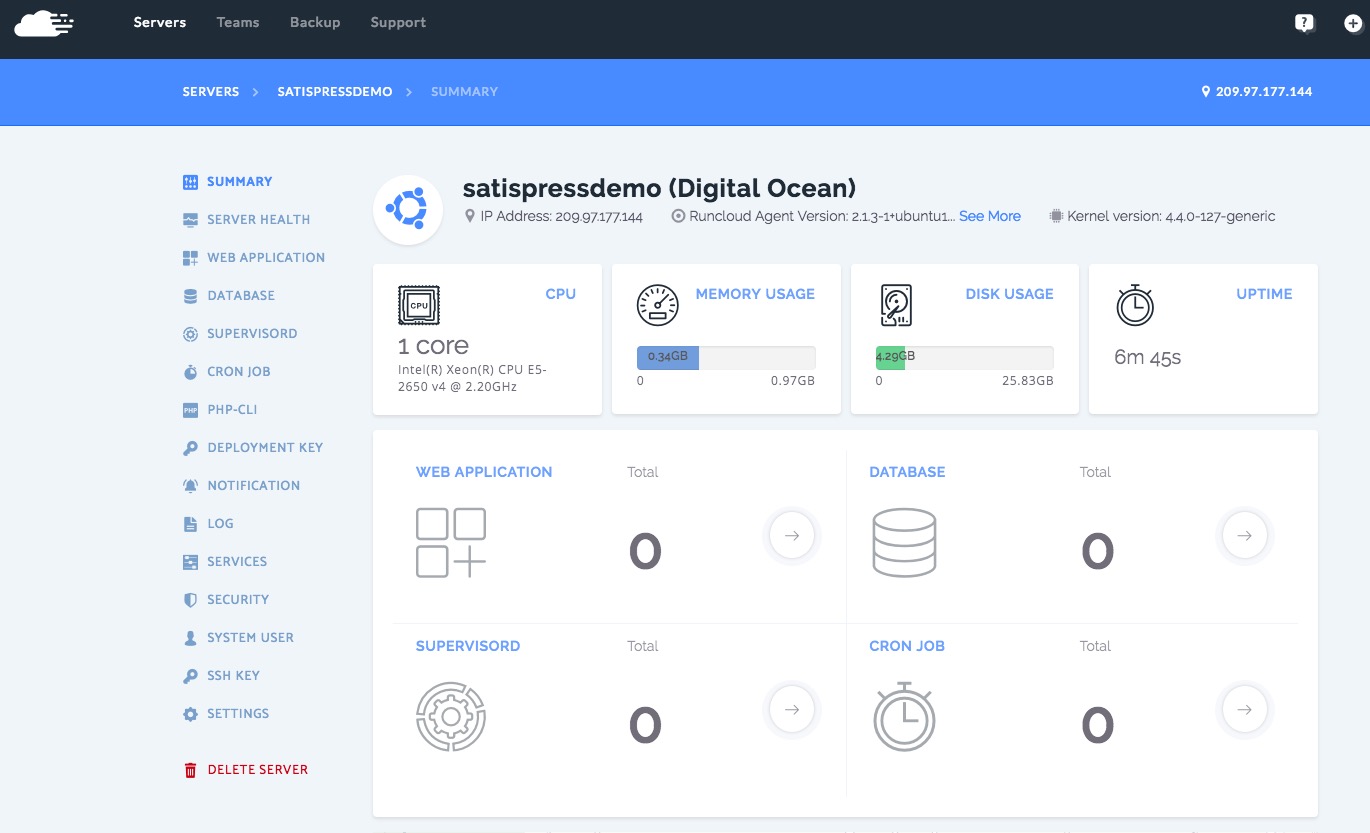 Servers Teams Backup Support ?
SERVERS SATISPRESSDEMO SUMMARY 209.97.177.144
SUMMARY
SERVER HEALTH
WEB APPLICATION
DATABASE
SUPERVISORD
CRON JOB
PHP PHP-CLI
DEPLOYMENT KEY
NOTIFICATION
LOG
SERVICES
SECURITY
SYSTEM USER
SSH KEY
SETTINGS
DELETE SERVER
satispressdemo (Digital Ocean)
IP Address: 209.97.177.144 Runcloud Agent Version: 2.1.3-1+ubuntu1... See More Kernel version: 4.4.0-127-generic
CPU CPU
1 core
Intel(R) Xeon(R) CPU E5-
2650 v4 @ 2.20GHz
MEMORY USAGE
0.34GB
0 0.97GB
DISK USAGE
4.29GB
0 25.83GB
UPTIME
6m 45s
WEB APPLICATION Total
0
DATABASE Total
0
SUPERVISORD Total
0
CRON JOB Total
0